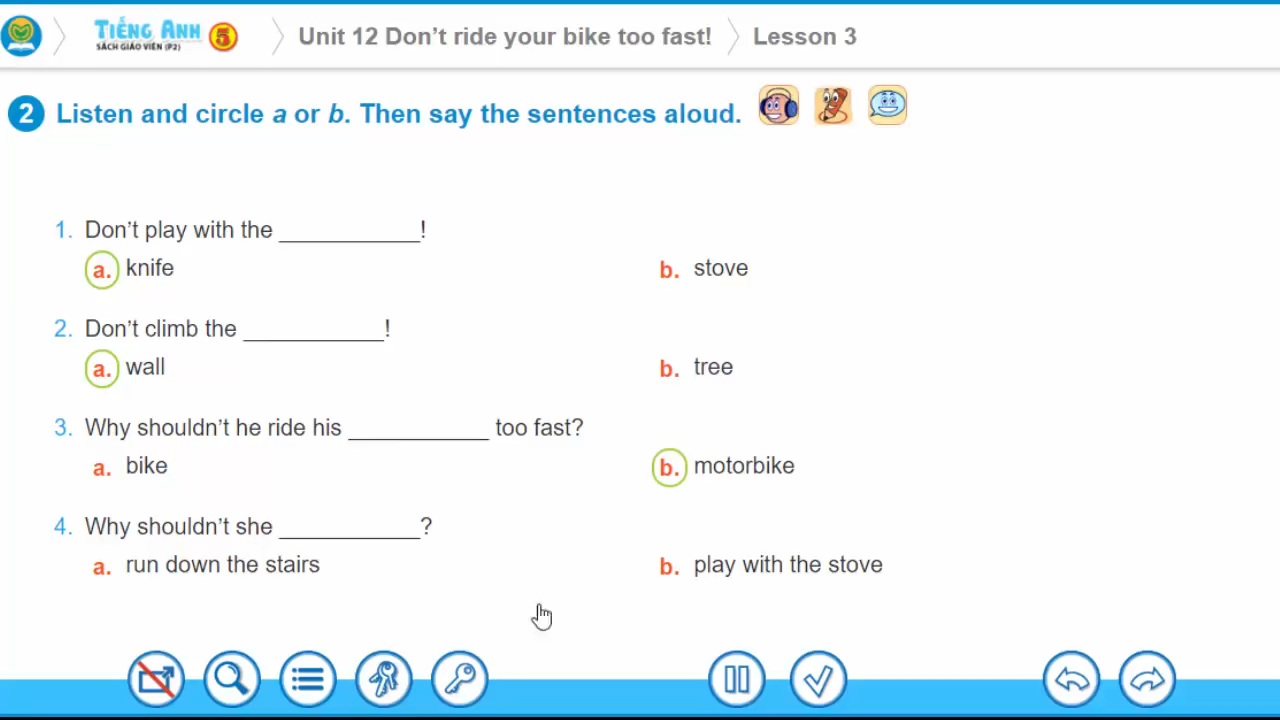 TIẾNG ANH 5
SÁCH GIÁO VIÊN (P2)
Unit 12 Don't ride your bike too fast!
Lesson 3
2 Listen and circle a or b. Then say the sentences aloud.
1. Don't play with the ___________!
a. knife
b. stove
2. Don't climb the ___________!
a. wall
b. tree
3. Why shouldn't he ride his ___________ too fast?
a. bike
b. motorbike
4. Why shouldn't she ___________?
a. run down the stairs
b. play with the stove